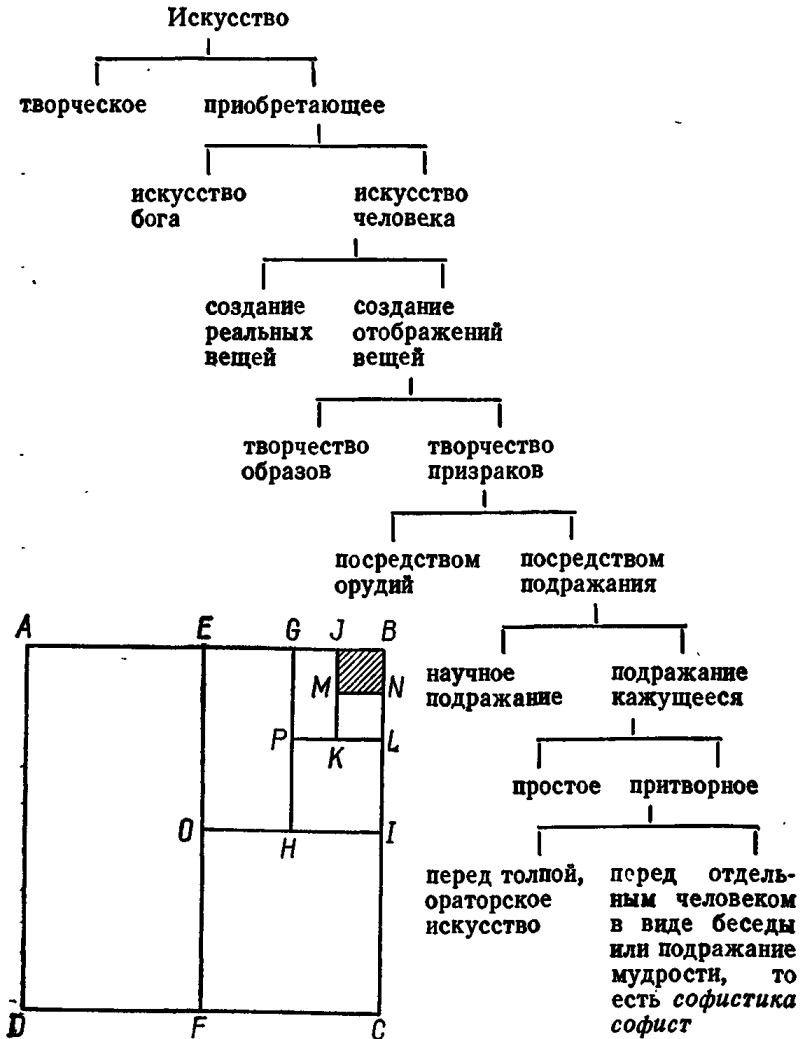 Искусство
творческое приобретающее
искусство бога
искусство человека
создание реальных вещей
создание отображений вещей
творчество образов
творчество призраков
посредством орудий
посредством подражания
A E G J B
научное подражание
подражание кажущееся
M N
P K L
простое притворное
O H I
перед толпой,
ораторское
искусство
перед отдель-
ным человеком
в виде беседы
или подражание
мудрости, то
есть софистика
софист
D F C